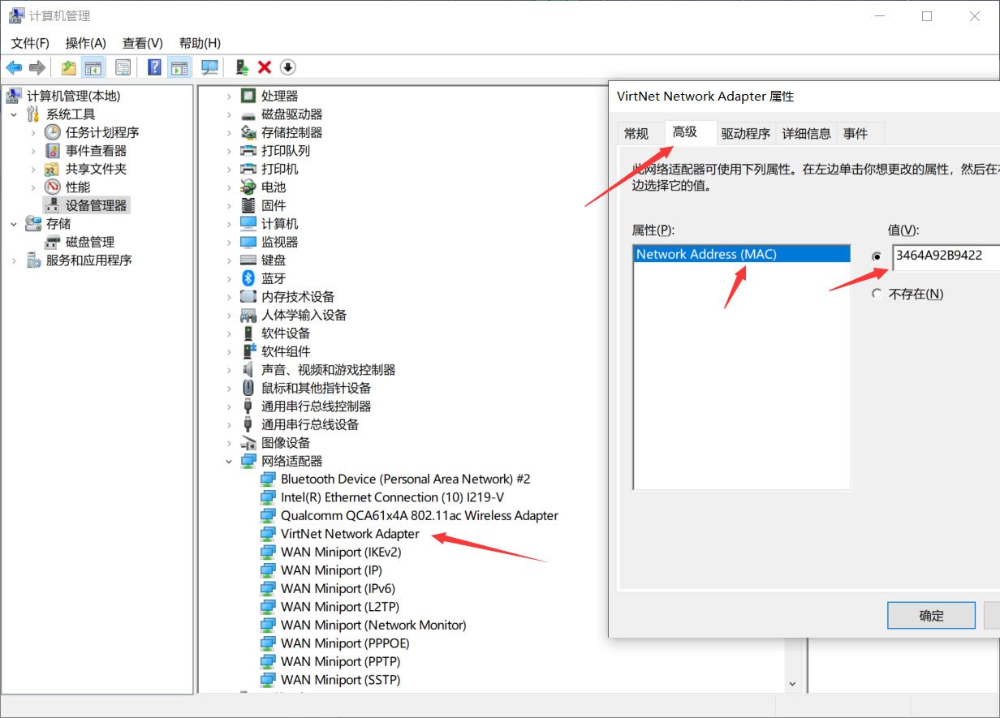 计算机管理
文件(F) 操作(A) 查看(V) 帮助(H)
计算机管理(本地)
系统工具
任务计划程序
事件查看器
共享文件夹
性能
设备管理器
存储
磁盘管理
服务和应用程序
处理器
磁盘驱动器
存储控制器
打印队列
打印机
电池
固件
计算机
监视器
键盘
蓝牙
内存技术设备
人体学输入设备
软件设备
软件组件
声音、视频和游戏控制器
鼠标和其他指针设备
通用串行总线控制器
通用串行总线设备
图像设备
网络适配器
Bluetooth Device (Personal Area Network) #2
Intel(R) Ethernet Connection (10) I219-V
Qualcomm QCA61x4A 802.11ac Wireless Adapter
VirtNet Network Adapter
WAN Miniport (IKEv2)
WAN Miniport (IP)
WAN Miniport (IPv6)
WAN Miniport (L2TP)
WAN Miniport (Network Monitor)
WAN Miniport (PPPOE)
WAN Miniport (PPTP)
WAN Miniport (SSTP)
VirtNet Network Adapter 属性
常规 高级 驱动程序 详细信息 事件
此网络适配器可使用下列属性。在左边单击你想更改的属性，然后在
边选择它的值。
属性(P):
Network Address (MAC)
值(V):
3464A92B9422
不存在(N)
确定